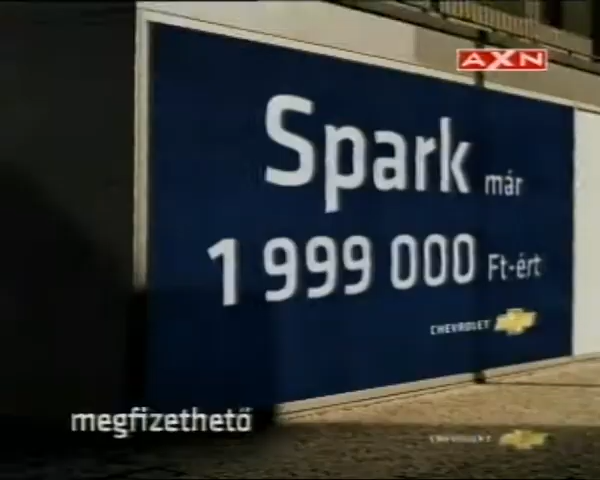 AXN
Spark már
1 999 000 Ft-ért
CHEVROLET
megfizethető
CHEVROLET